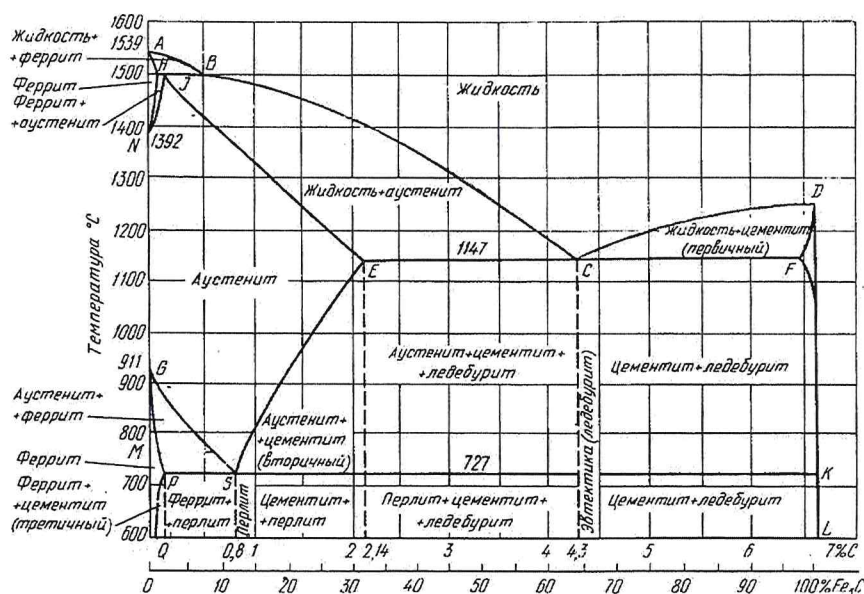 Температура °С
1600
1539
1500
1400
1392
1300
1200
1100
1000
911
900
800
700
600
A
H
J
B
N
D
E
C
F
G
M
P
S
K
L
Q
Жидкость+
+феррит
Феррит
Феррит+
+аустенит
Жидкость
Жидкость+аустенит
Жидкость+цементит
(первичный)
1147
Аустенит
Аустенит+цементит+
+ледебурит
Эвтектика (ледебурит)
Цементит+ледебурит
Аустенит+
+феррит
Аустенит+
+цементит
(вторичный)
727
Феррит
Феррит+
+цементит
(третичный)
Феррит+
+перлит
Перлит
Цементит+
+перлит
Перлит+цементит+
+ледебурит
Цементит+ледебурит
0,8 1 2 2,14 3 4 4,3 5 6 7%С
0 10 20 30 40 50 60 70 80 90 100%Fe₃C